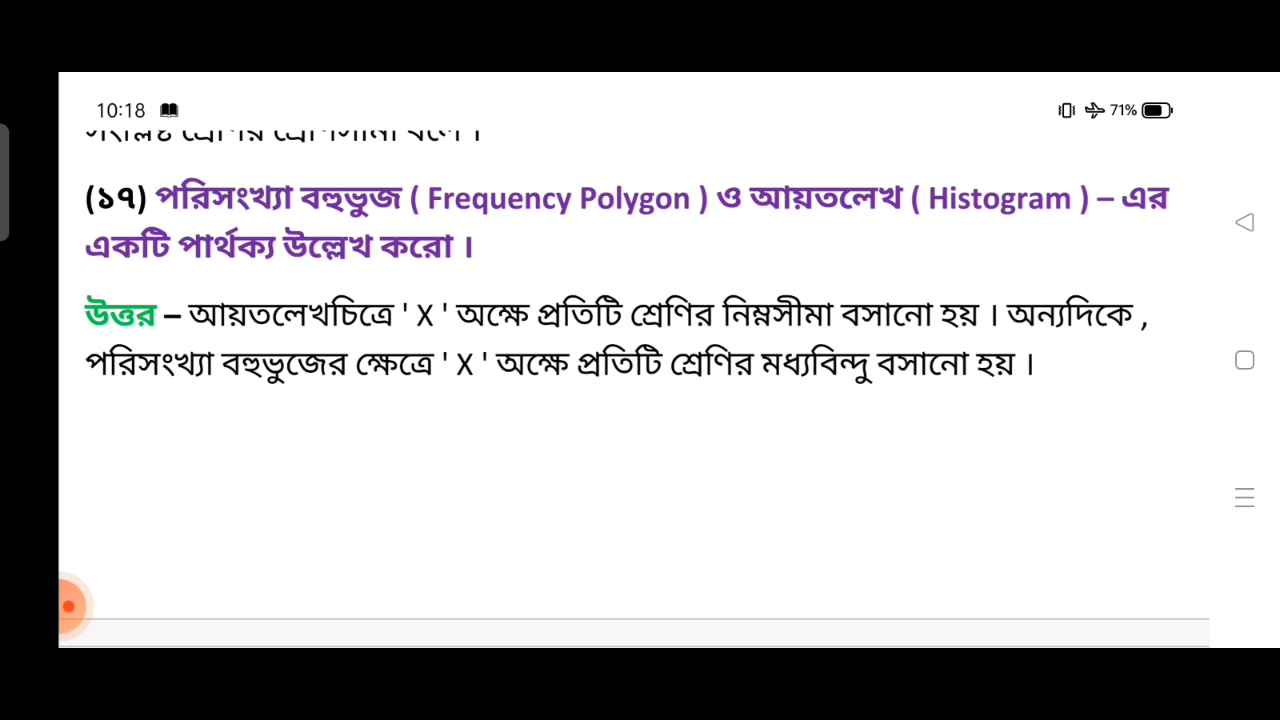 10:18 71%
(১৭) পরিসংখ্যা বহুভুজ ( Frequency Polygon ) ও আয়তলেখ ( Histogram ) – এর
একটি পার্থক্য উল্লেখ করো ।
উত্তর – আয়তলেখচিত্রে ' X ' অক্ষে প্রতিটি শ্রেণির নিম্নসীমা বসানো হয় । অন্যদিকে ,
পরিসংখ্যা বহুভুজের ক্ষেত্রে ' X ' অক্ষে প্রতিটি শ্রেণির মধ্যবিন্দু বসানো হয় ।